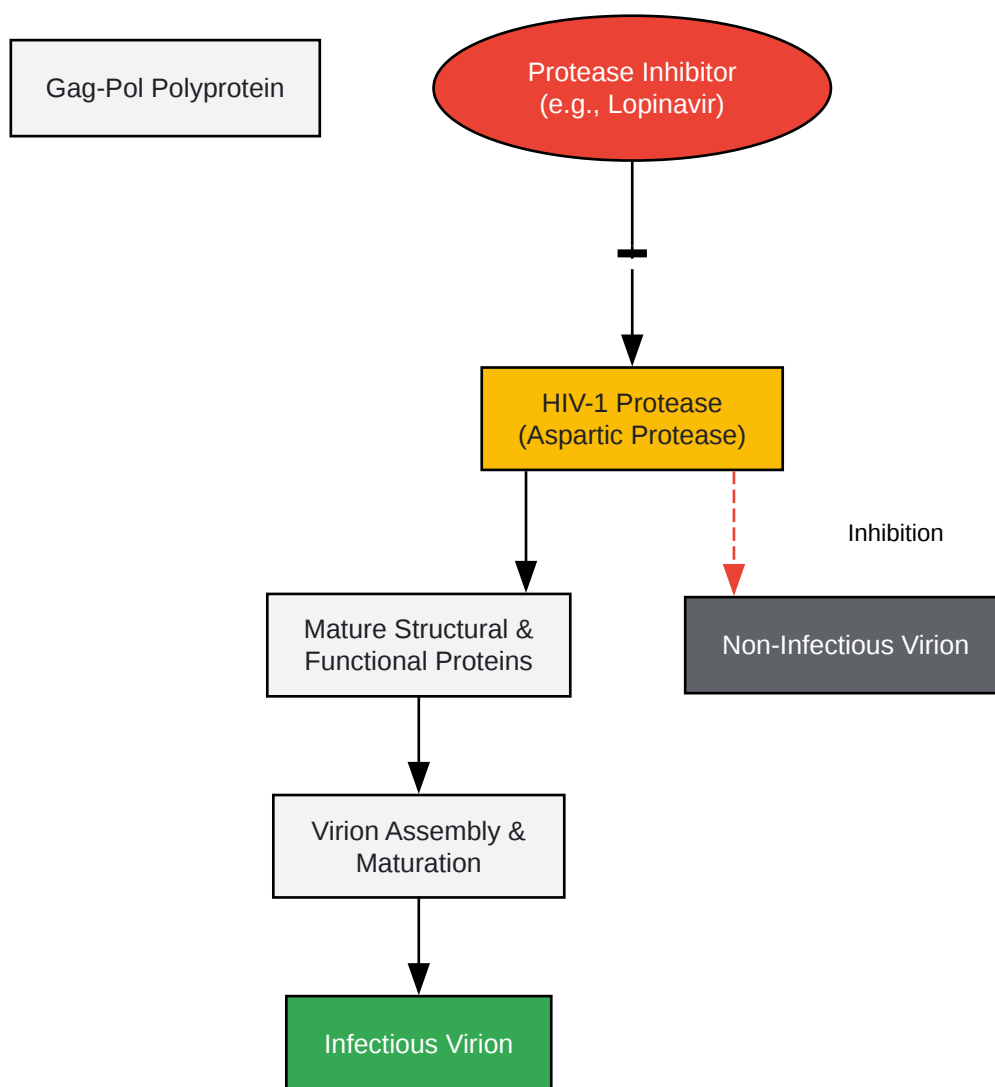 Gag-Pol Polyprotein
Protease Inhibitor
(e.g., Lopinavir)
HIV-1 Protease
(Aspartic Protease)
Inhibition
Mature Structural &
Functional Proteins
Non-Infectious Virion
Virion Assembly &
Maturation
Infectious Virion